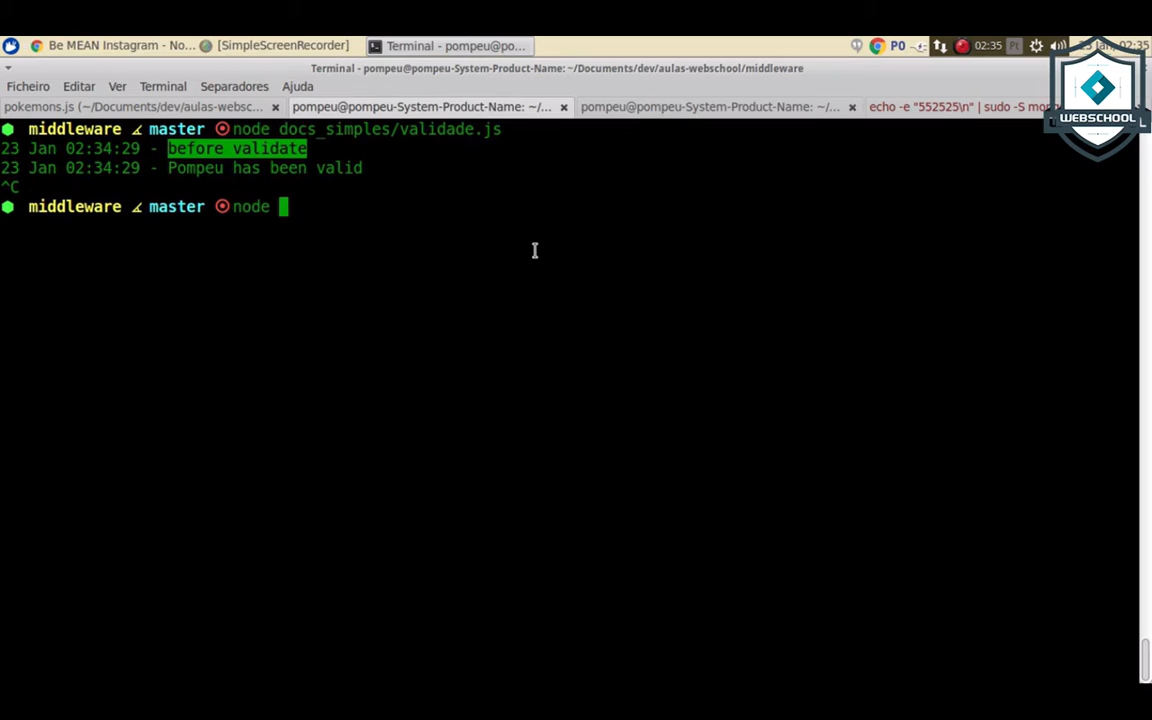 Be MEAN Instagram - No... [SimpleScreenRecorder] Terminal - pompeu@po... PO 02:35 Pt 23 Jan, 02:35
Terminal - pompeu@pompeu-System-Product-Name: ~/Documents/dev/aulas-webschool/middleware
Ficheiro Editar Ver Terminal Separadores Ajuda
pokemons.js (~/Documents/dev/aulas-websc... pompeu@pompeu-System-Product-Name: ~/... pompeu@pompeu-System-Product-Name: ~/... echo -e "552525\n" | sudo -S mon
WEBSCHOOL
middleware master node docs_simples/validade.js
23 Jan 02:34:29 - before validate
23 Jan 02:34:29 - Pompeu has been valid
^C
middleware master node